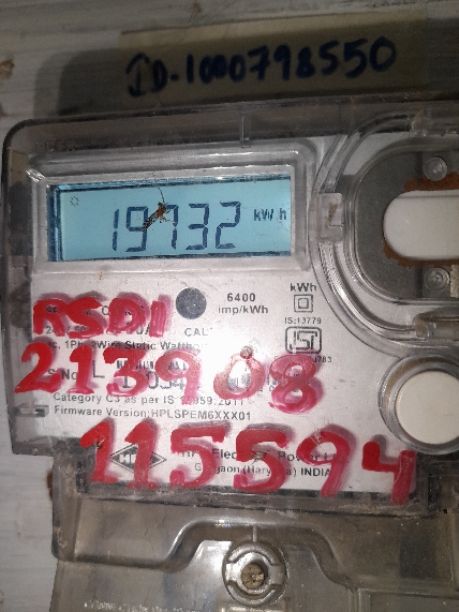 ID-1000798550
19732 kWh
RSDI
6400
imp/kWh
kWh
IS:13779
CAL
213908
Category C3 as per IS
Firmware Version:HPLSPEM6XXX01
115594
INDIA